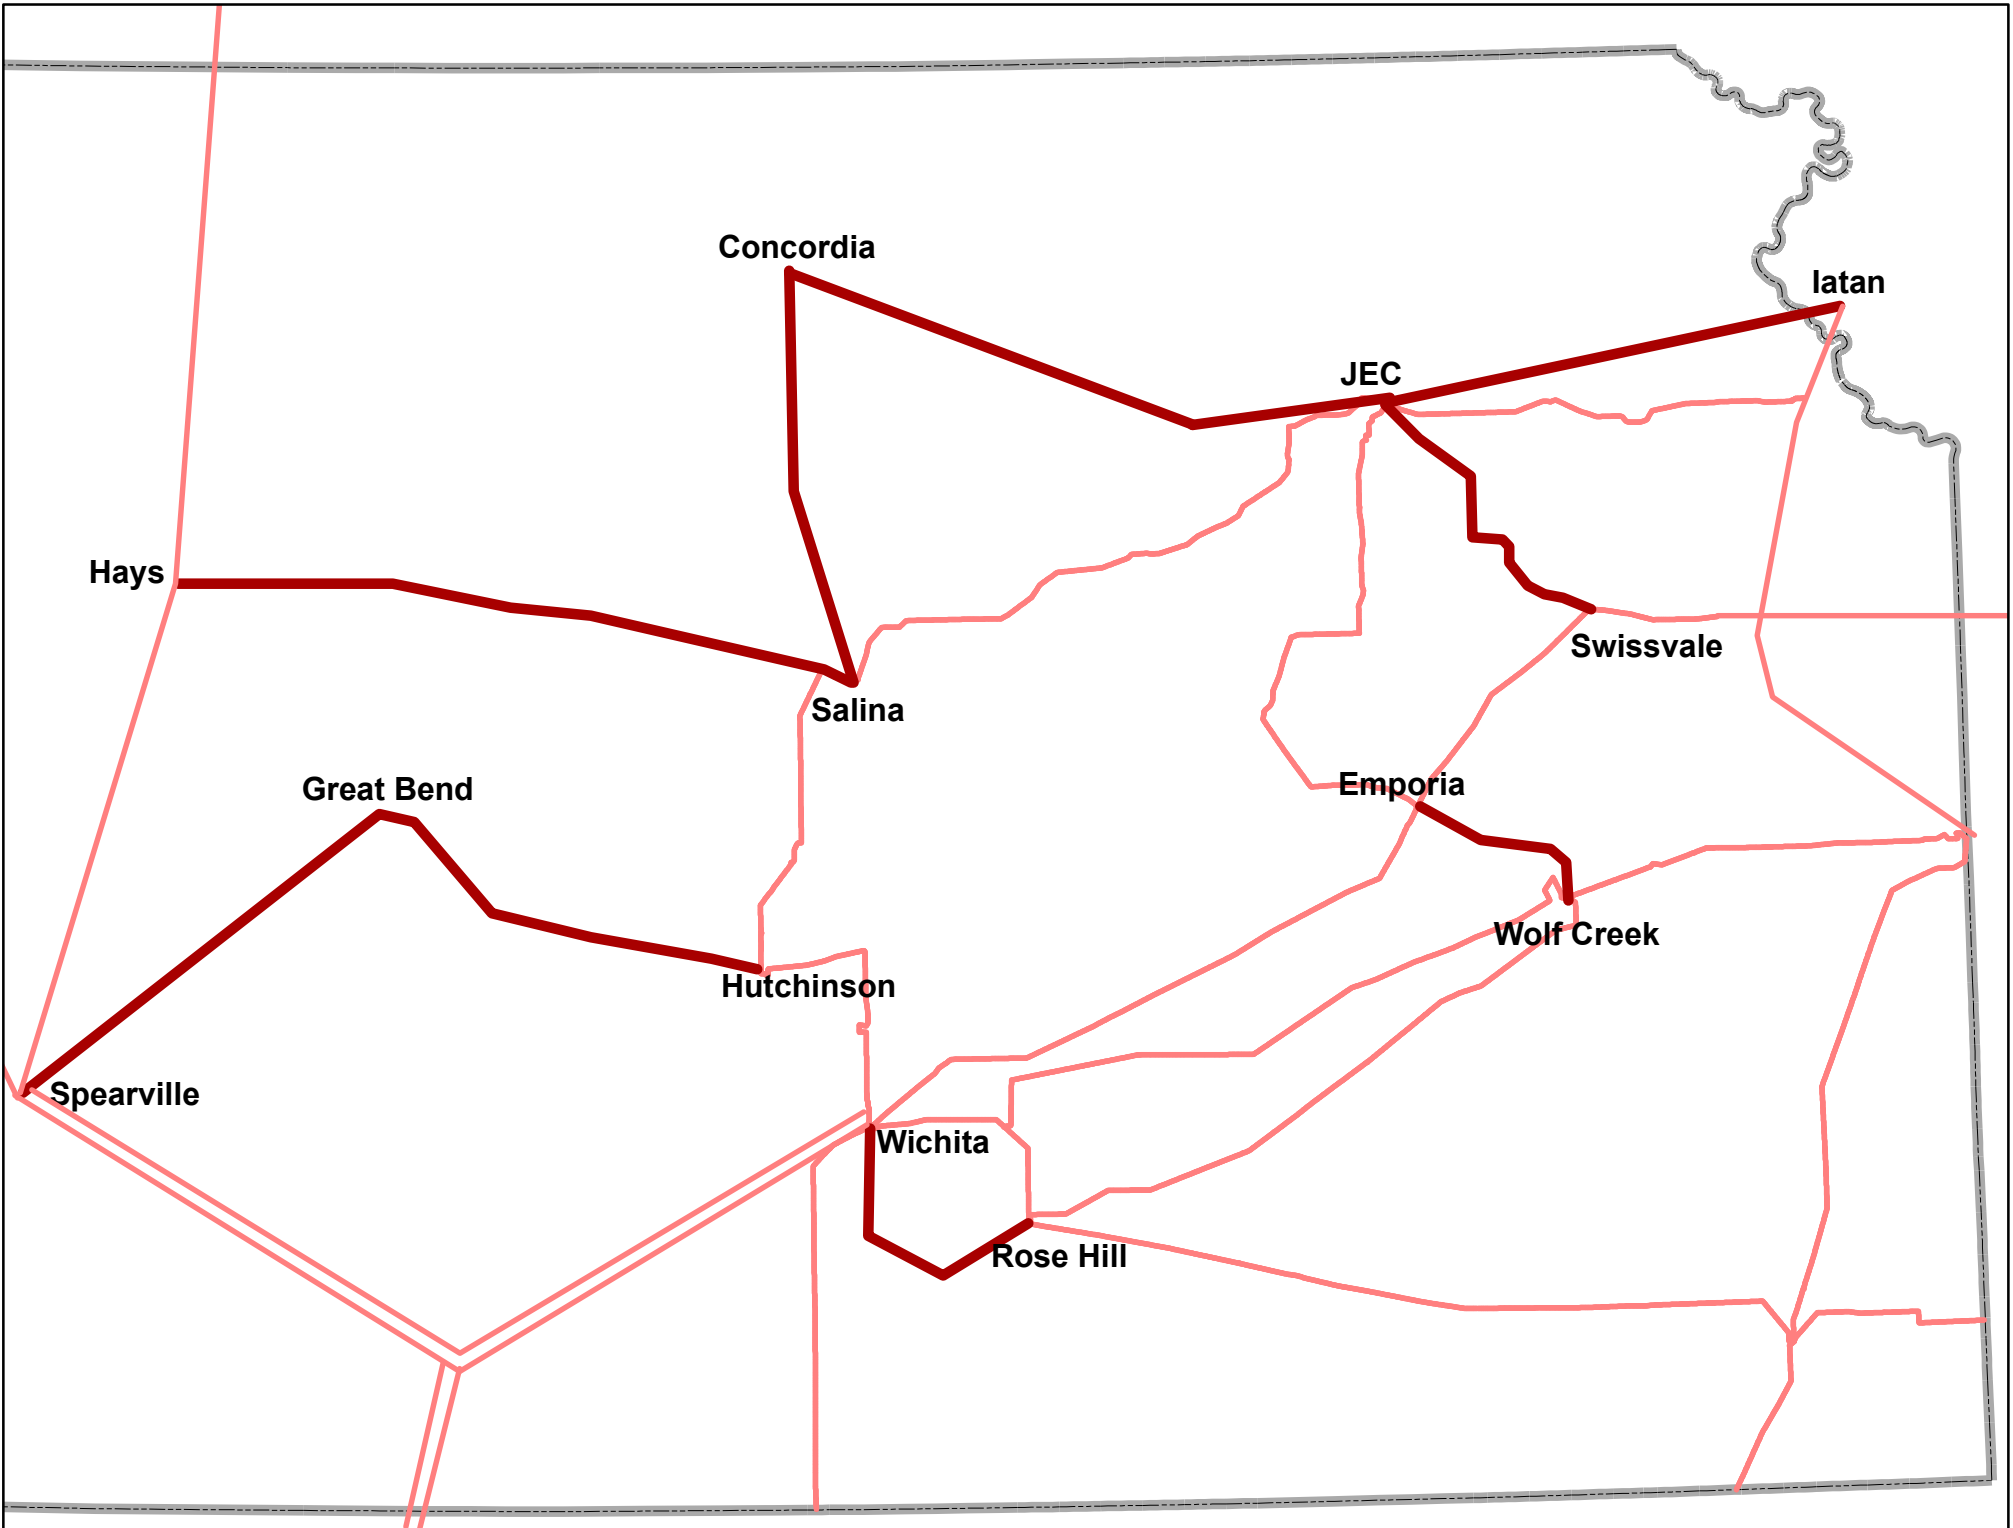 Concordia
Iatan
JEC
Hays
Swissvale
Salina
Emporia
Great Bend
Wolf Creek
Hutchinson
Spearville
Wichita
Rose Hill